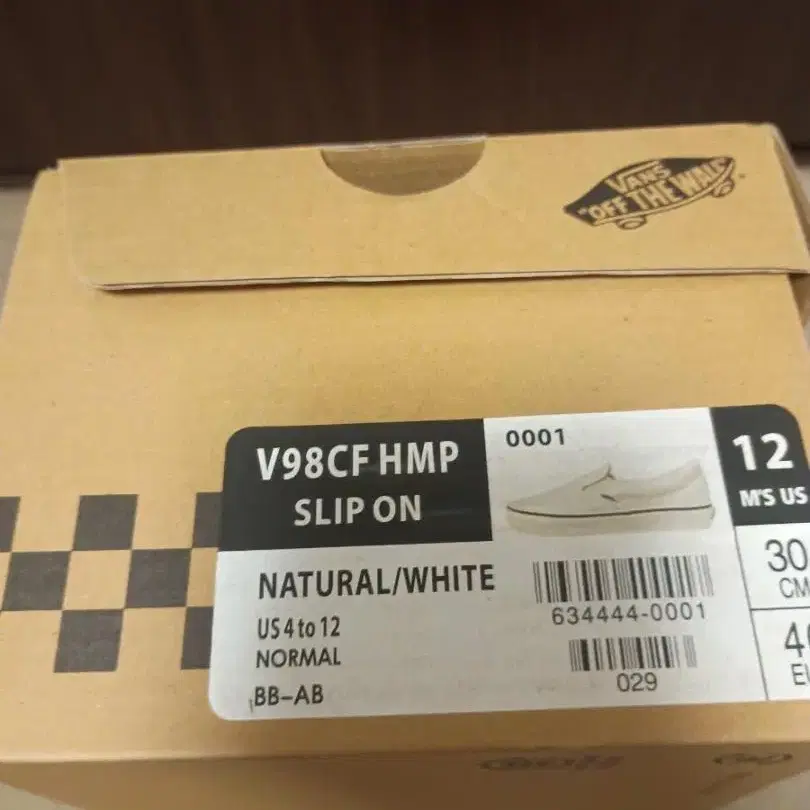 VANS
"OFF THE WALL"
V98CF HMP
SLIP ON
0001
12
M'S US
NATURAL/WHITE
US 4 to 12
NORMAL
BB-AB
634444-0001
029
30
CM